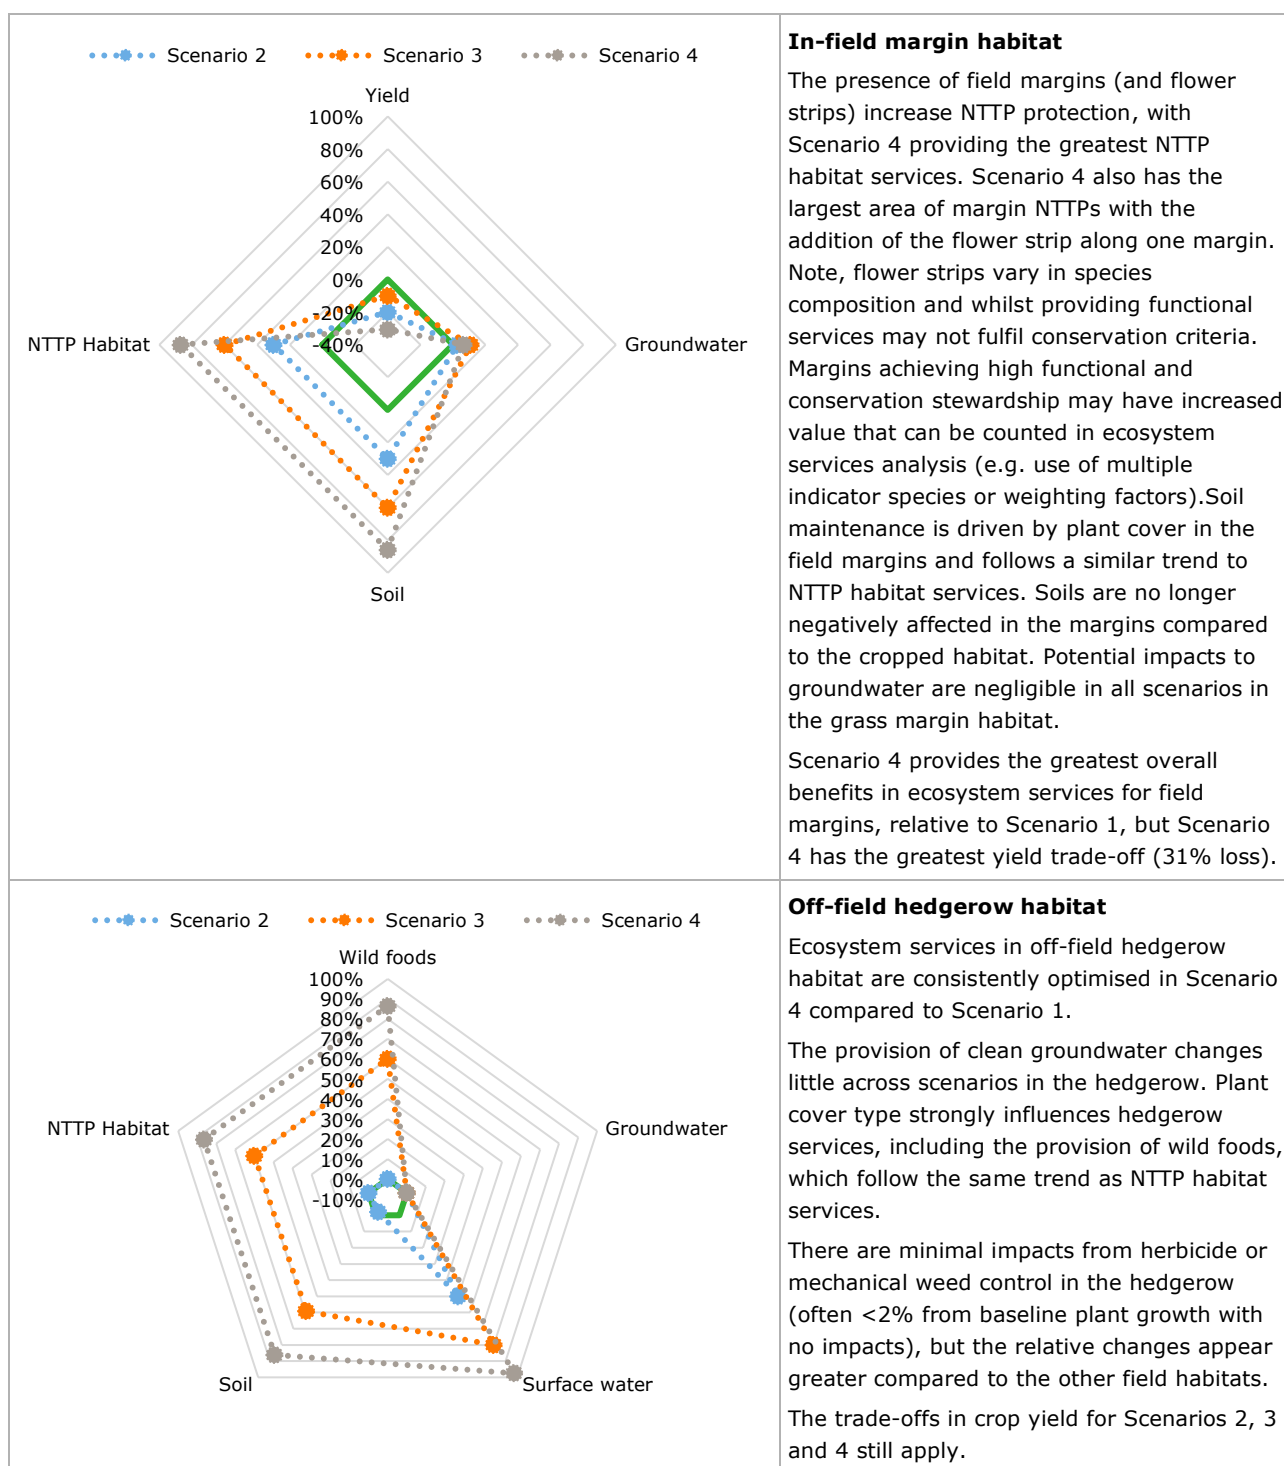 Scenario 2 Scenario 3 Scenario 4
Yield
100%
80%
60%
40%
20%
0%
-20%
-40%
NTTP Habitat
Groundwater
Soil
In-field margin habitat
The presence of field margins (and flower
strips) increase NTTP protection, with
Scenario 4 providing the greatest NTTP
habitat services. Scenario 4 also has the
largest area of margin NTTPs with the
addition of the flower strip along one margin.
Note, flower strips vary in species
composition and whilst providing functional
services may not fulfil conservation criteria.
Margins achieving high functional and
conservation stewardship may have increased
value that can be counted in ecosystem
services analysis (e.g. use of multiple
indicator species or weighting factors).Soil
maintenance is driven by plant cover in the
field margins and follows a similar trend to
NTTP habitat services. Soils are no longer
negatively affected in the margins compared
to the cropped habitat. Potential impacts to
groundwater are negligible in all scenarios in
the grass margin habitat.
Scenario 4 provides the greatest overall
benefits in ecosystem services for field
margins, relative to Scenario 1, but Scenario
4 has the greatest yield trade-off (31% loss).
Scenario 2 Scenario 3 Scenario 4
Wild foods
100%
90%
80%
70%
60%
50%
40%
30%
20%
10%
0%
-10%
NTTP Habitat
Groundwater
Soil
Surface water
Off-field hedgerow habitat
Ecosystem services in off-field hedgerow
habitat are consistently optimised in Scenario
4 compared to Scenario 1.
The provision of clean groundwater changes
little across scenarios in the hedgerow. Plant
cover type strongly influences hedgerow
services, including the provision of wild foods,
which follow the same trend as NTTP habitat
services.
There are minimal impacts from herbicide or
mechanical weed control in the hedgerow
(often <2% from baseline plant growth with
no impacts), but the relative changes appear
greater compared to the other field habitats.
The trade-offs in crop yield for Scenarios 2, 3
and 4 still apply.